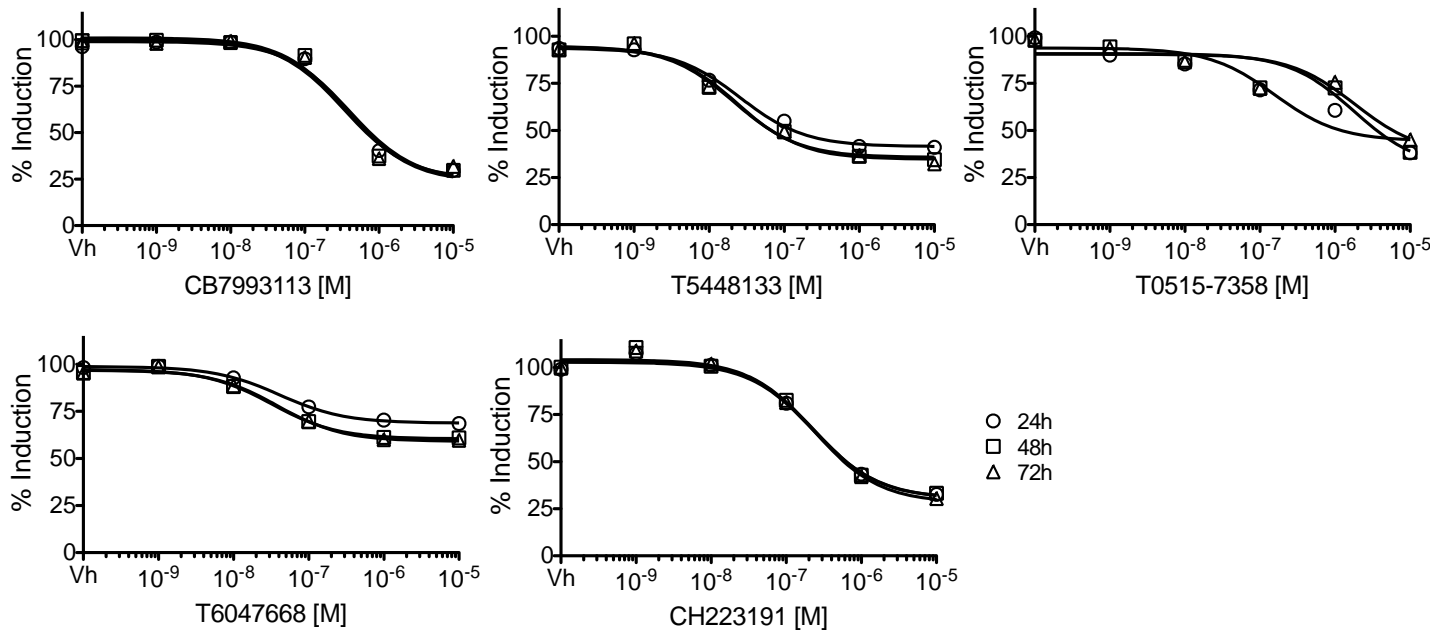 % Induction
100
75
50
25
0
Vh 10-9 10-8 10-7 10-6 10-5
CB7993113 [M]
% Induction
100
75
50
25
0
Vh 10-9 10-8 10-7 10-6 10-5
T5448133 [M]
% Induction
100
75
50
25
0
Vh 10-9 10-8 10-7 10-6 10-5
T0515-7358 [M]
% Induction
100
75
50
25
0
Vh 10-9 10-8 10-7 10-6 10-5
T6047668 [M]
% Induction
100
75
50
25
0
Vh 10-9 10-8 10-7 10-6 10-5
CH223191 [M]
24h
48h
72h